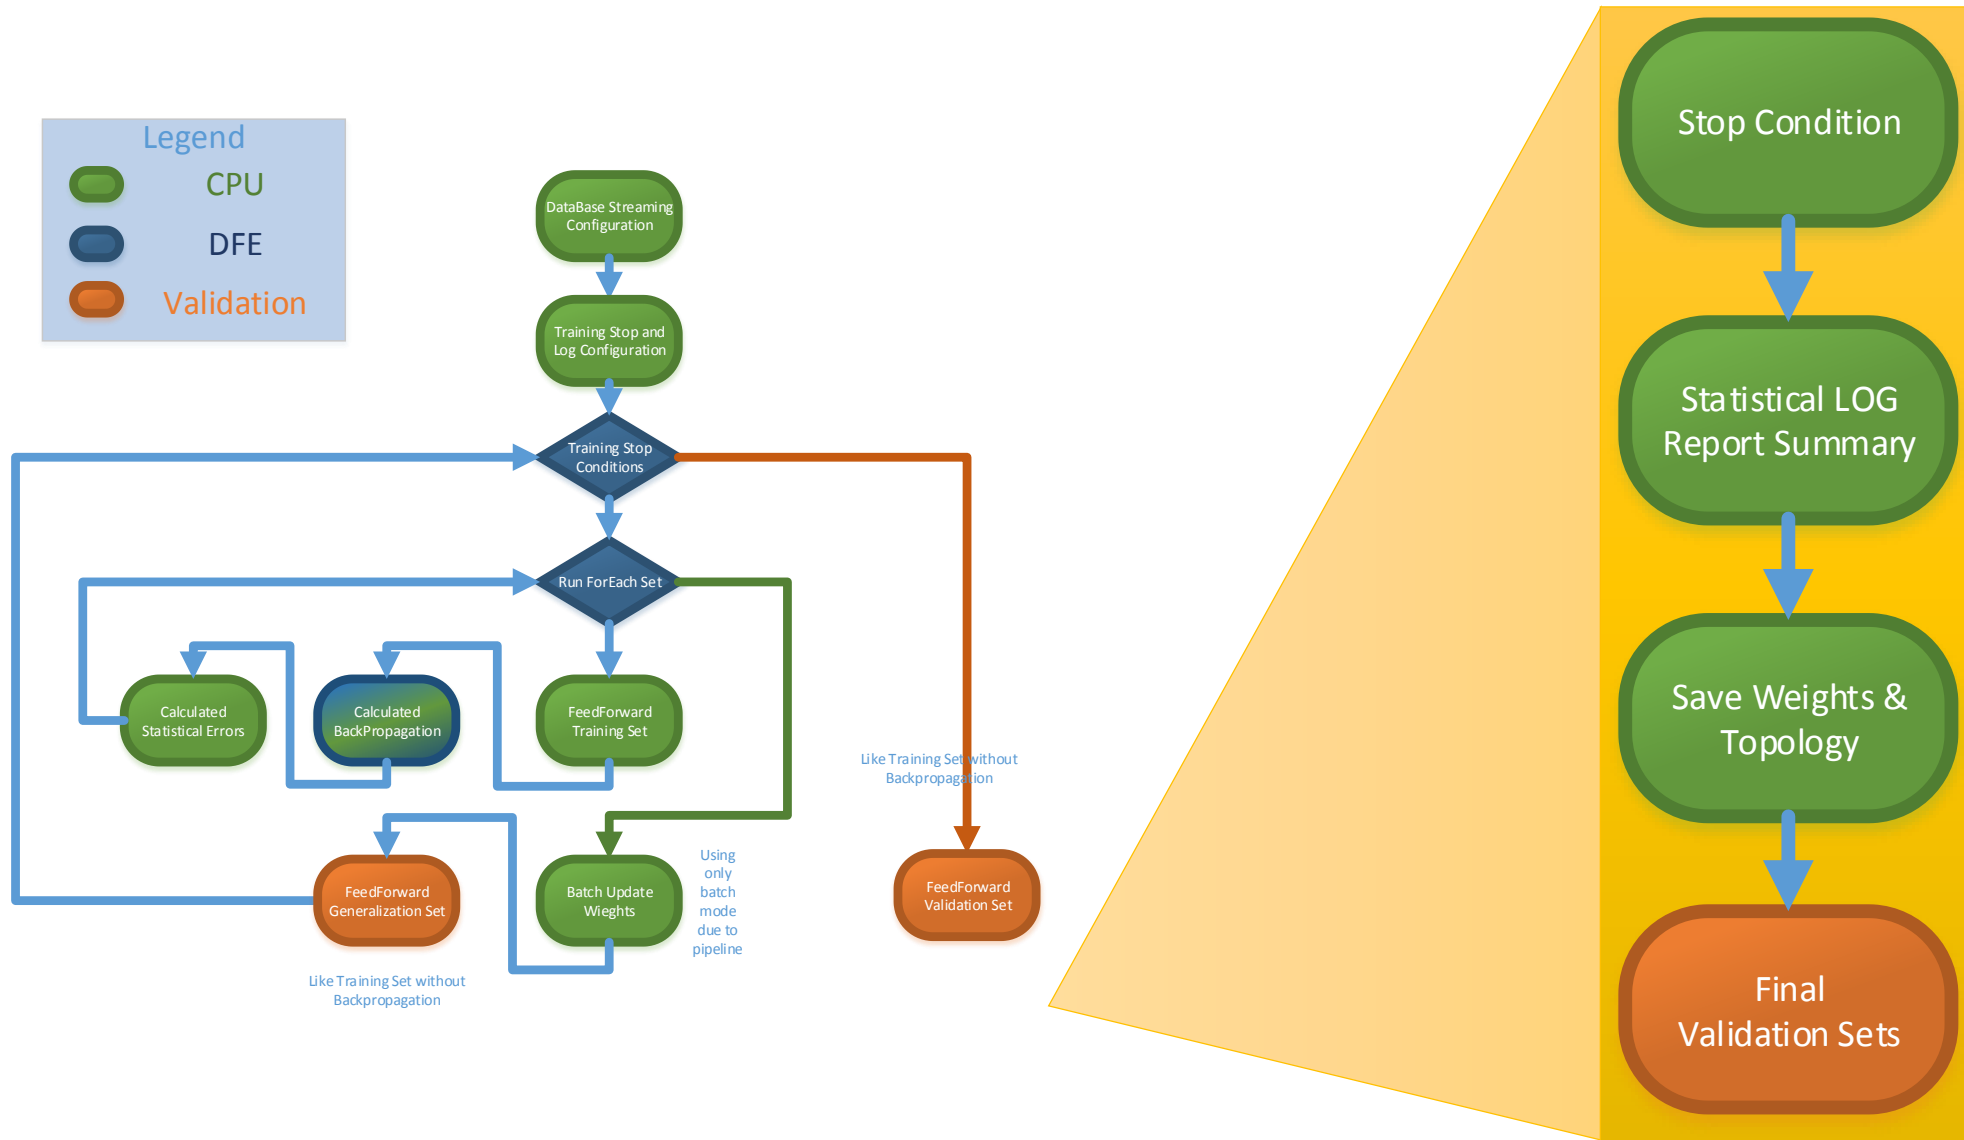 Legend
CPU
DFE
Validation
DataBase Streaming
Configuration
Training Stop and
Log Configuration
Training Stop
Conditions
Run ForEach Set
Calculated
Statistical Errors
Calculated
BackPropagation
FeedForward
Training Set
Like Training Set without
Backpropagation
FeedForward
Generalization Set
Batch Update
Wieghts
Using
only
batch
mode
due to
pipeline
FeedForward
Validation Set
Like Training Set without
Backpropagation
Stop Condition
Statistical LOG
Report Summary
Save Weights &
Topology
Final
Validation Sets